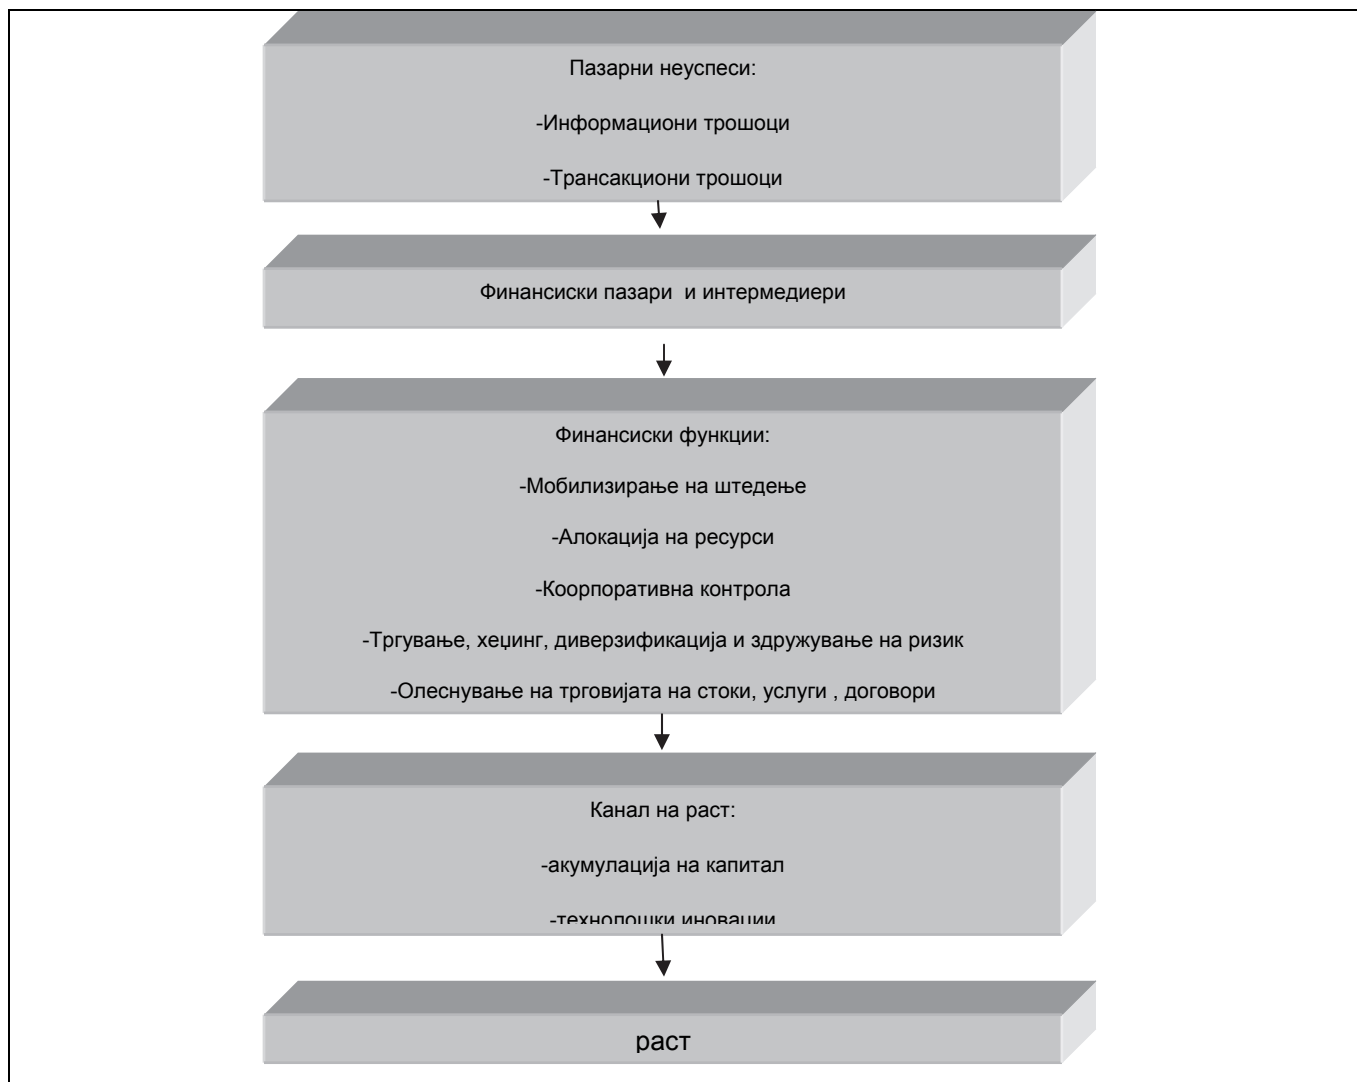 Пазарни неуспеси:
-Информациони трошоци
-Трансакциони трошоци
Финансиски пазари и интермедиери
Финансиски функции:
-Мобилизирање на штедење
-Алокација на ресурси
-Коорпоративна контрола
-Тргување, хеџинг, диверзификација и здружување на ризик
-Олеснување на трговијата на стоки, услуги , договори
Канал на раст:
-акумулација на капитал
-технолошки иновации
раст